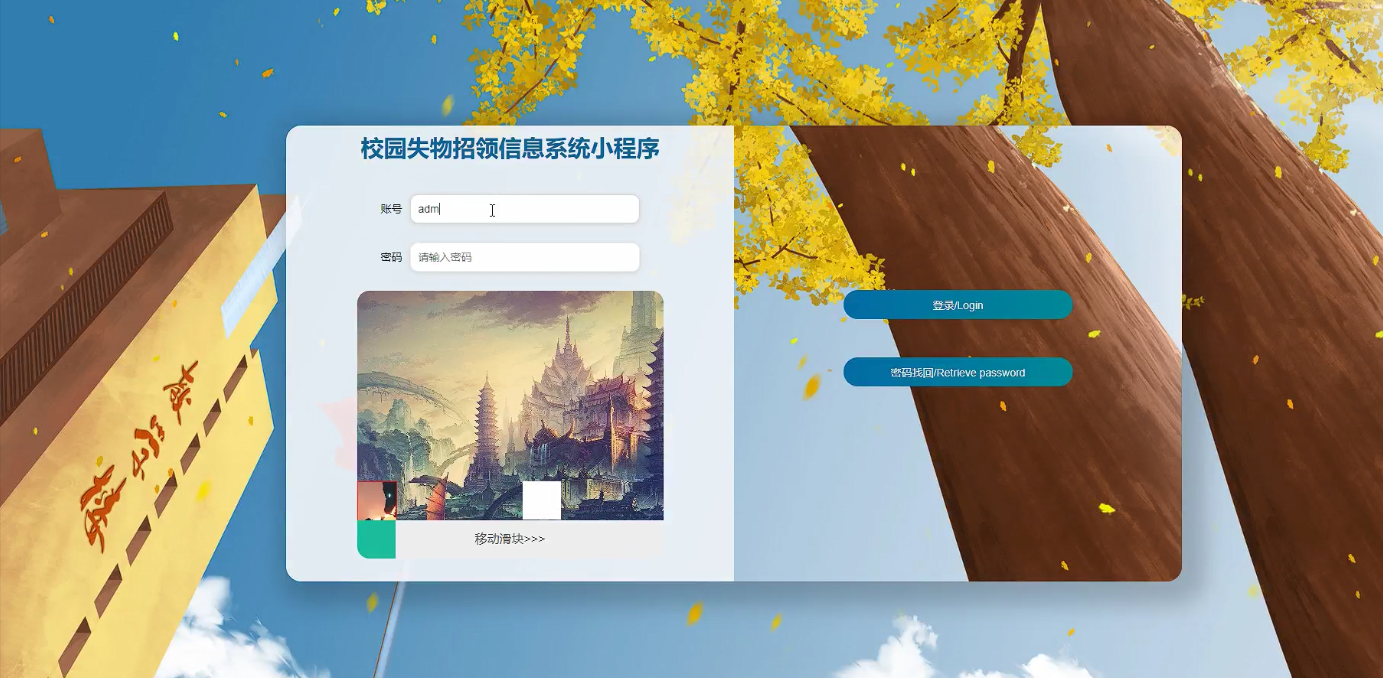 校园失物招领信息系统小程序
账号 adm
密码 请输入密码
移动滑块>>>
登录/Login
密码找回/Retrieve password